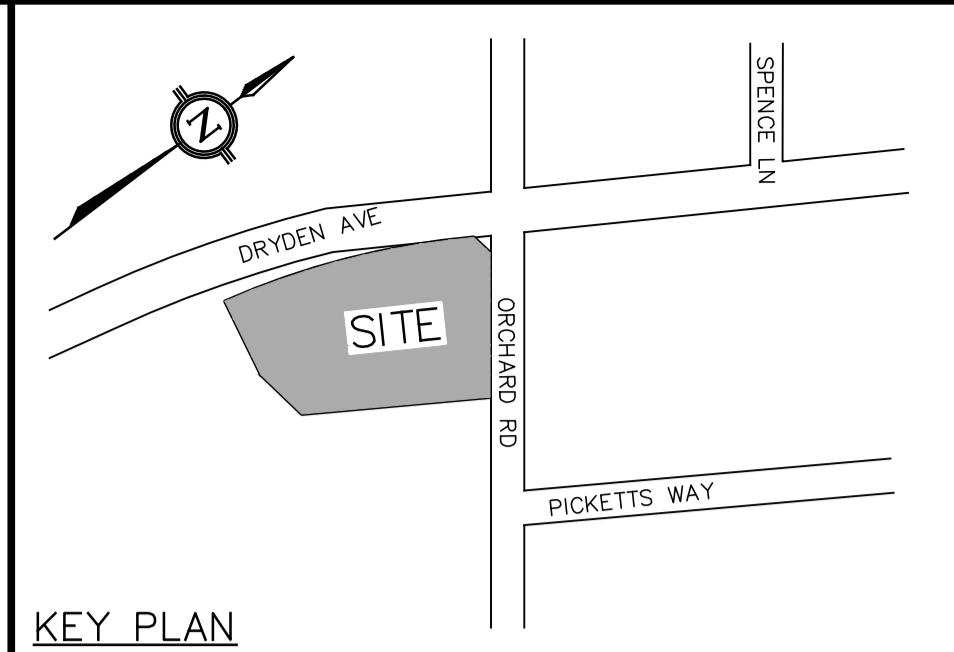 N
SPENCE LN
DRYDEN AVE
SITE
ORCHARD RD
PICKETTS WAY
KEY PLAN